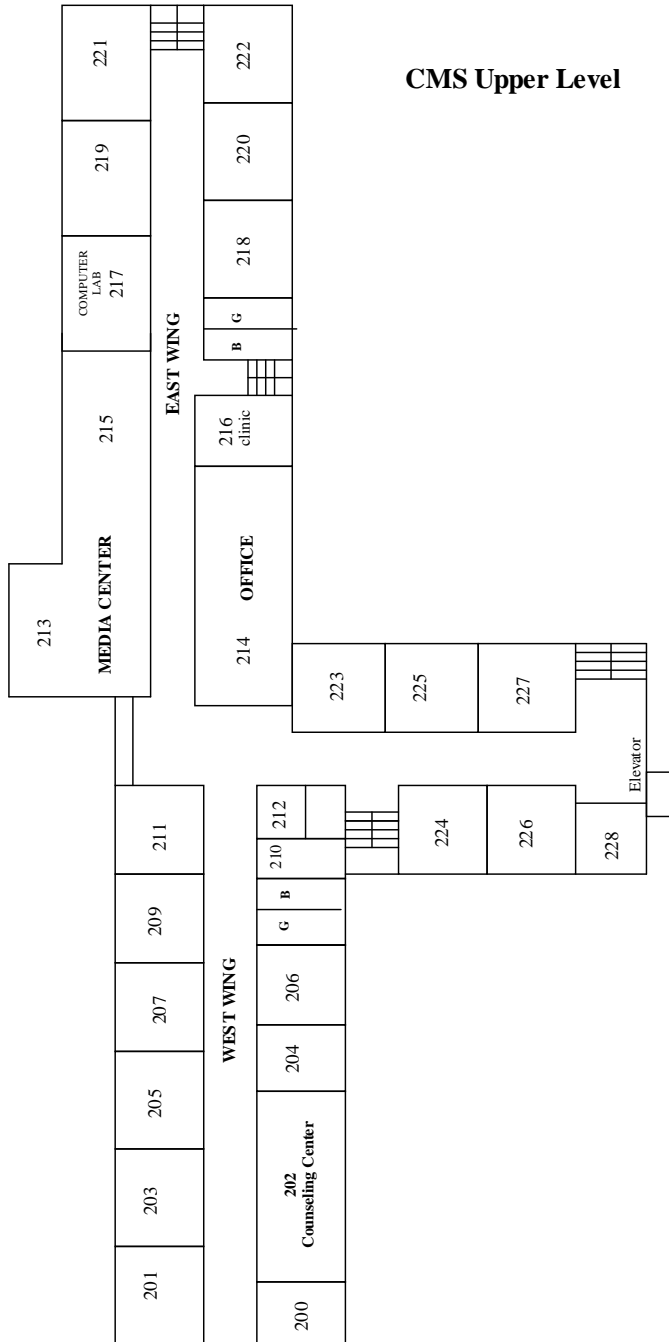 CMS Upper Level
221
222
219
220
COMPUTER
LAB
217
218
G
B
EAST WING
215
216
clinic
MEDIA CENTER
213
OFFICE
214
223
225
227
Elevator
211
212
210
224
226
228
209
B
G
207
206
WEST WING
205
204
203
202
Counseling Center
201
200